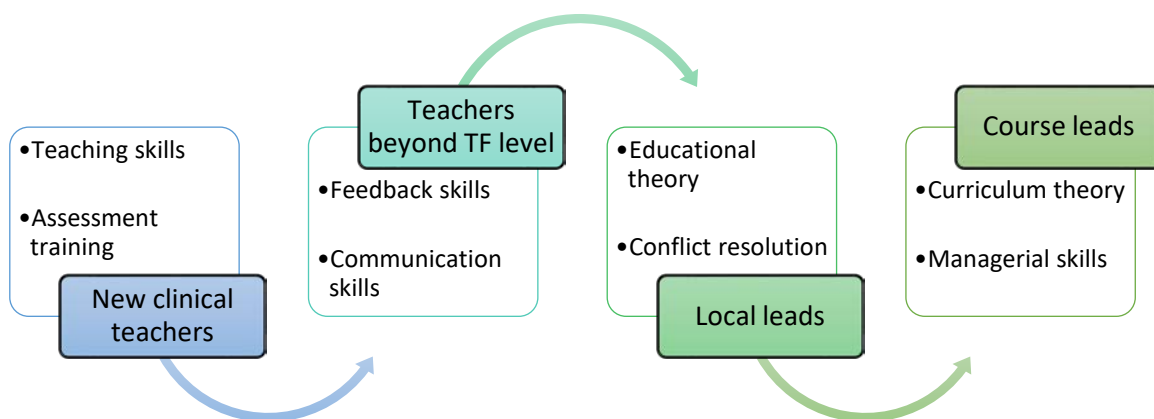 •Teaching skills
•Assessment
training
New clinical
teachers
Teachers
beyond TF level
•Feedback skills
•Communication
skills
•Educational
theory
•Conflict resolution
Local leads
Course leads
•Curriculum theory
•Managerial skills